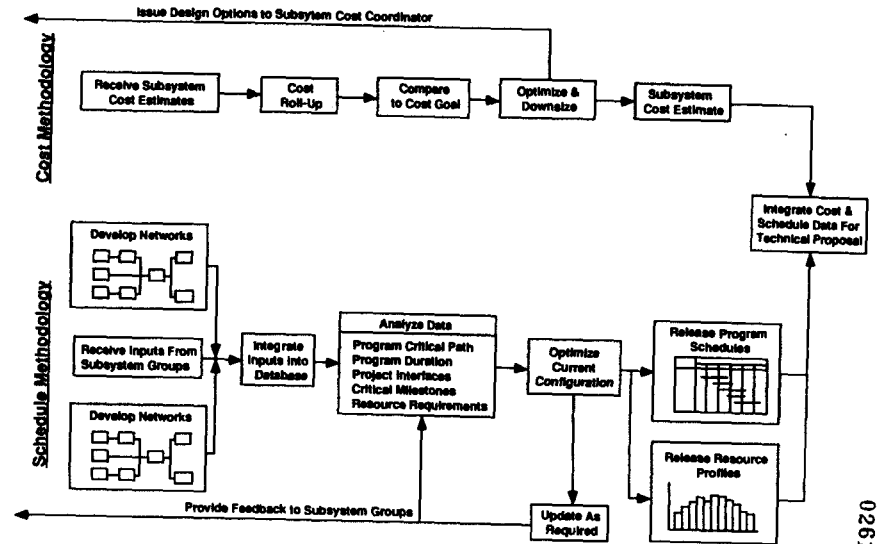 Issue Design Options to Subsytem Cost Coordinator
Cost Methodology
Receive Subsystem
Cost Estimates
Cost
Roll-Up
Compare
to Cost Goal
Optimize &
Downsize
Subsystem
Cost Estimate
Integrate Cost &
Schedule Data For
Technical Proposal
Schedule Methodology
Develop Networks
Receive Inputs From
Subsystem Groups
Develop Networks
Integrate
Inputs Into
Database
Analyze Data
Program Critical Path
Program Duration
Project Interfaces
Critical Milestones
Resource Requirements
Optimize
Current
Configuration
Release Program
Schedules
Release Resource
Profiles
Update As
Required
Provide Feedback to Subsystem Groups